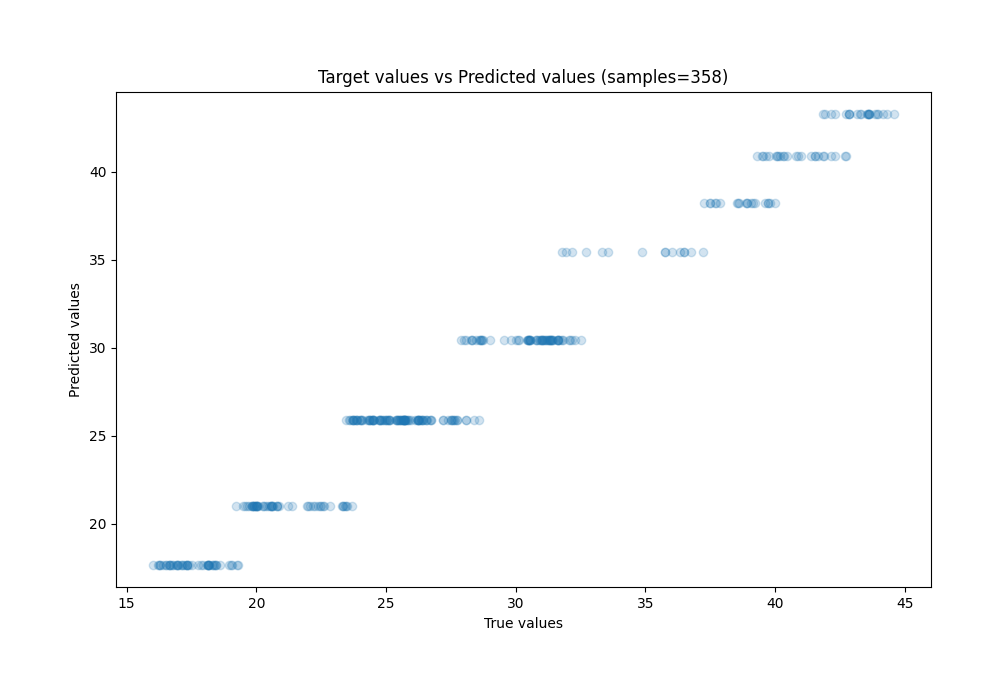 Target values vs Predicted values (samples=358)
40
35
30
25
20
Predicted values
15 20 25 30 35 40 45
True values